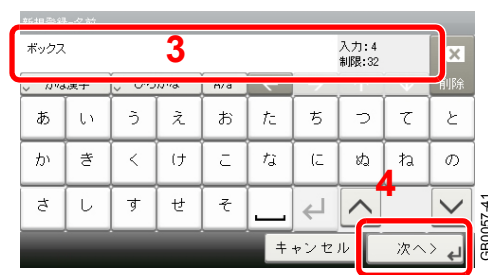 新規登録-名前
ボックス
3
入力:4
制限:32
かな漢字
ひらがな
A/a
削除
あ い う え お た ち つ て と
か き く け こ な に ぬ ね の
さ し す せ そ
4
キャンセル
次へ>
GB0057-41